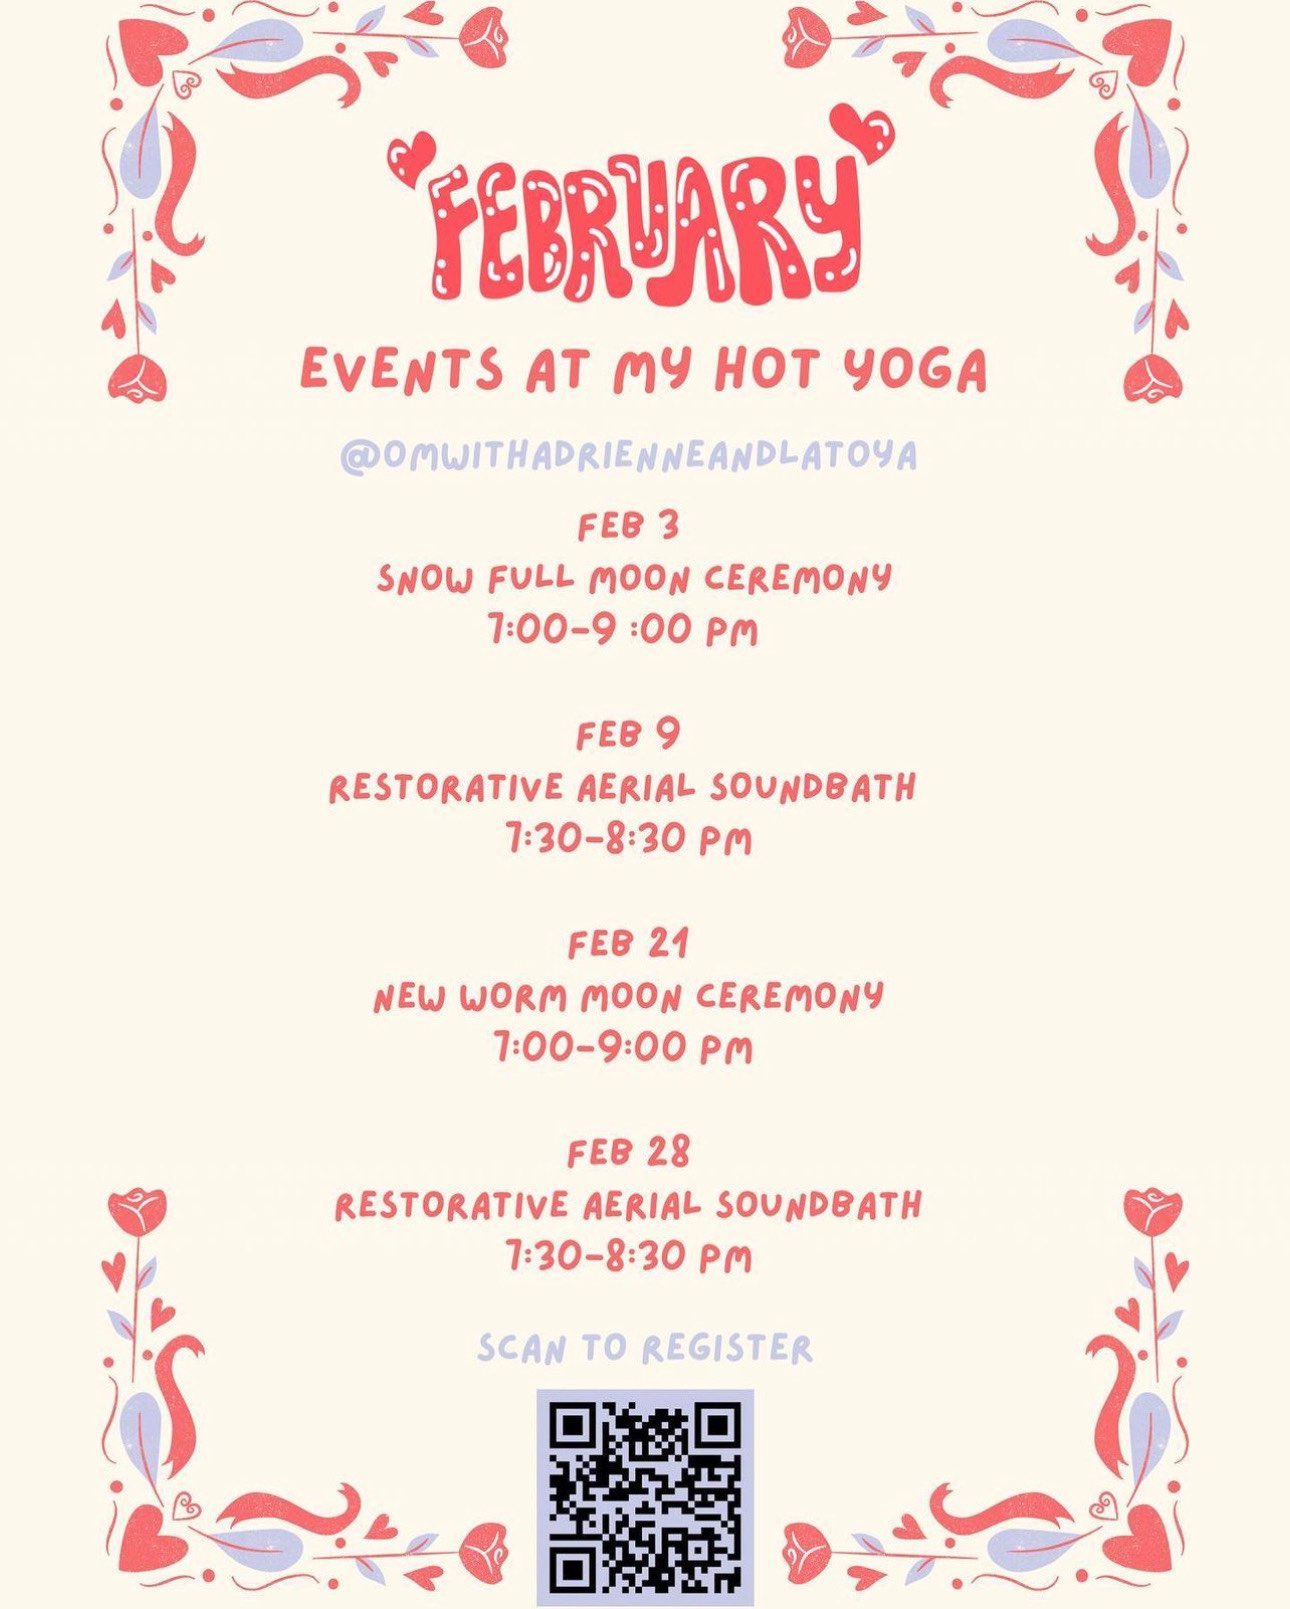 FEBRUARY
EVENTS AT MY HOT YOGA
@OMWITHADRIENNEANDLATOYA
FEB 3
SNOW FULL MOON CEREMONY
7:00-9 :00 PM
FEB 9
RESTORATIVE AERIAL SOUNDBATH
7:30-8:30 PM
FEB 21
NEW WORM MOON CEREMONY
7:00-9:00 PM
FEB 28
RESTORATIVE AERIAL SOUNDBATH
7:30-8:30 PM
SCAN TO REGISTER